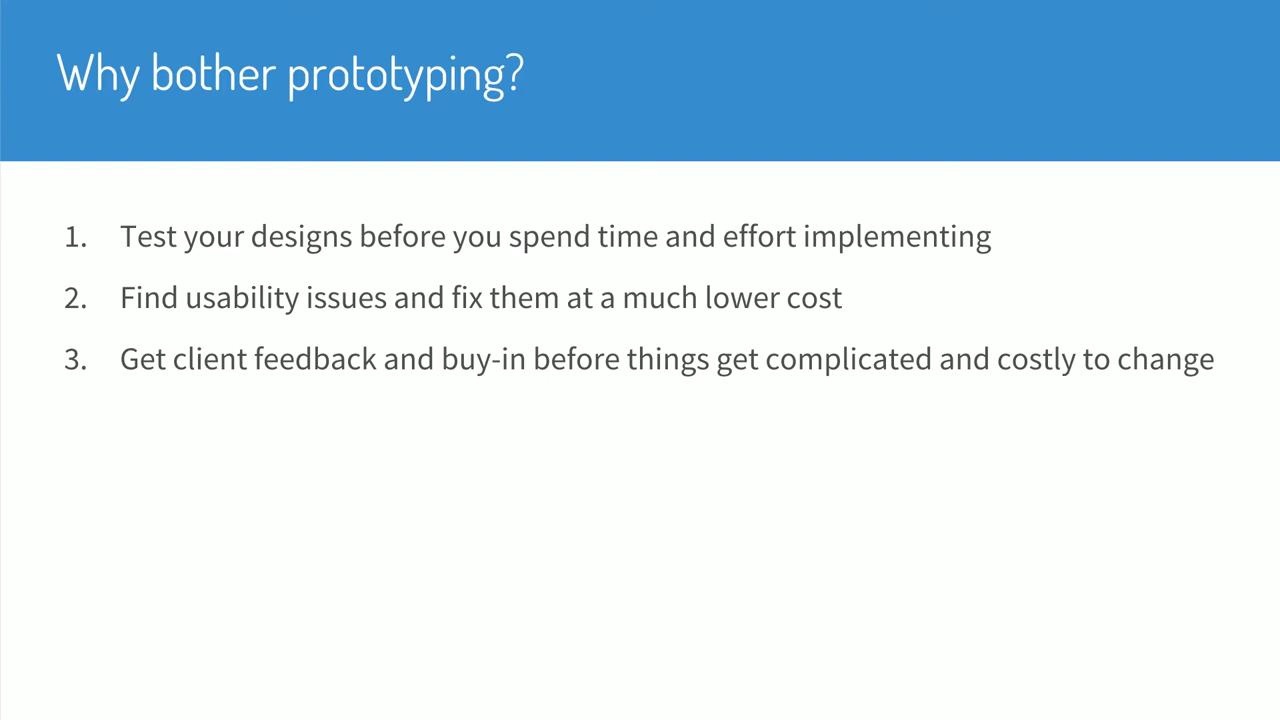 Why bother prototyping?
1. Test your designs before you spend time and effort implementing
2. Find usability issues and fix them at a much lower cost
3. Get client feedback and buy-in before things get complicated and costly to change